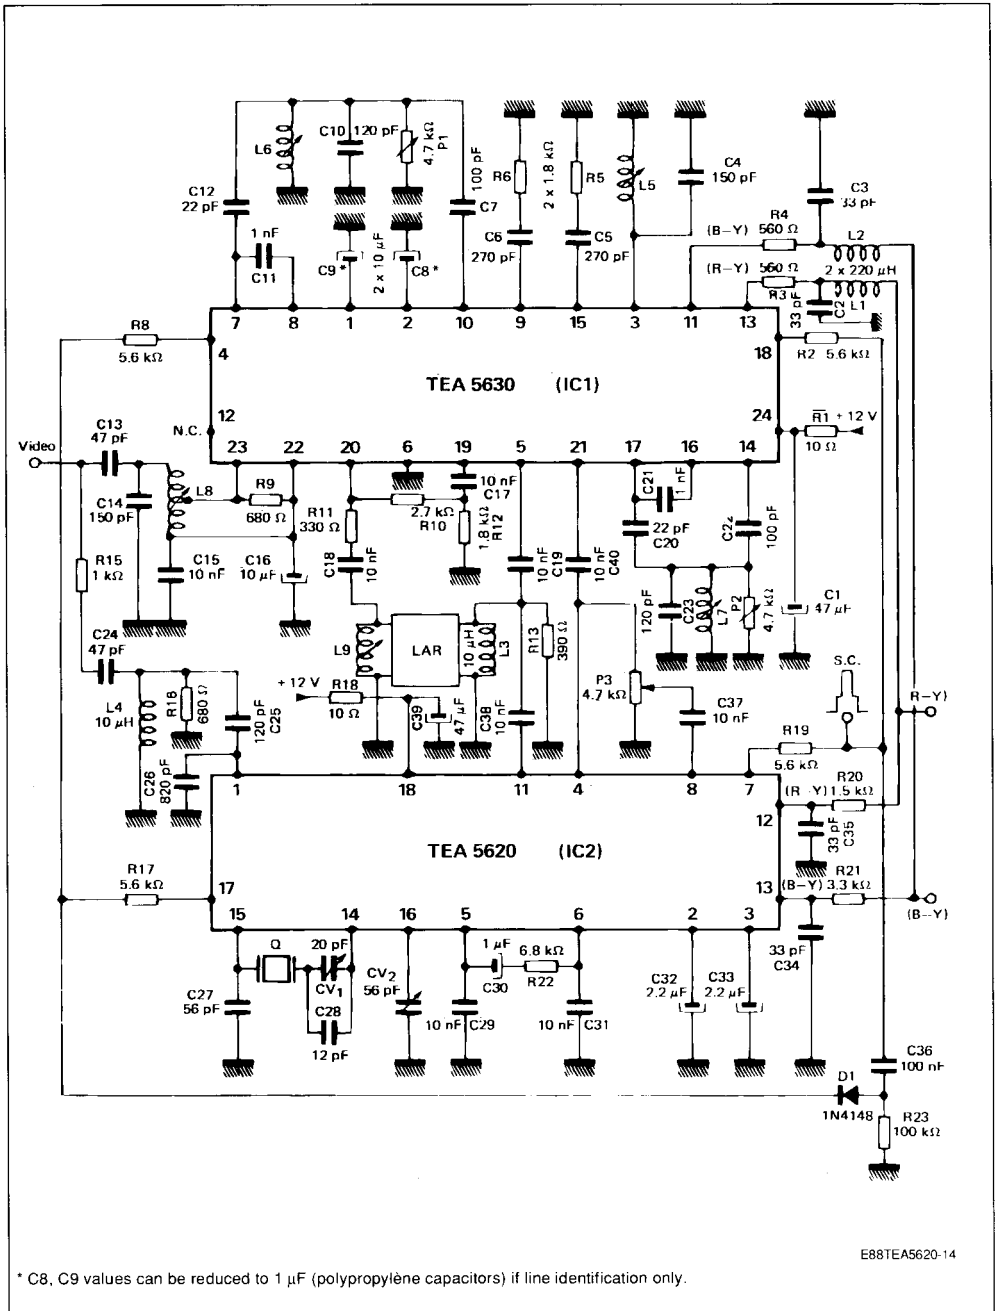 C10 120 pF
4.7 kΩ
P1
L6
100 pF
C7
R6
2 x 1.8 kΩ
R5
L5
C4
150 pF
C12
22 pF
C3
33 pF
1 nF
C11
C9*
2 x 10 µF
C8*
C6
270 pF
C5
270 pF
(B-Y)
R4
560 Ω
L2
(R-Y)
560 Ω
R3
2 x 220 µH
L1
33 pF
C2
R8
5.6 kΩ
7 8 1 2 10 9 15 3 11 13
4
18
R2 5.6 kΩ
TEA 5630 (IC1)
12
N.C.
24
R1 +12 V
10 Ω
23 22 20 6 19 5 21 17 16 14
Video
C13
47 pF
C14
150 pF
L8
R9
680 Ω
R11
330 Ω
2.7 kΩ
R10
10 nF
C17
1.8 kΩ
R12
C21
1 nF
22 pF
C20
C22
100 pF
R15
1 kΩ
C15
10 nF
C16
10 µF
C18
10 nF
10 nF
C19
10 nF
C40
120 pF
C23
L7
P2
4.7 kΩ
C1
47 µF
C24
47 pF
L9
LAR
10 µH
L3
R13
390 Ω
S.C.
L4
10 µH
R16
680 Ω
120 pF
C25
+12 V
R18
10 Ω
C39
47 µF
C38
10 nF
P3
4.7 kΩ
C37
10 nF
R-Y)
C26
820 pF
R19
5.6 kΩ
1 18 11 4 8 7
(R-Y)
R20
1.5 kΩ
12
33 pF
C35
TEA 5620 (IC2)
R17
5.6 kΩ
17
13
(B-Y)
R21
3.3 kΩ
(B--Y)
15 14 16 5 6 2 3
Q
20 pF
CV1
CV2
56 pF
1 µF
C30
6.8 kΩ
R22
33 pF
C34
C27
56 pF
C28
12 pF
10 nF C29
10 nF C31
C32
2.2 µF
C33
2.2 µF
C36
100 nF
D1
1N4148
R23
100 kΩ
E88TEA5620-14
* C8, C9 values can be reduced to 1 µF (polypropylène capacitors) if line identification only.